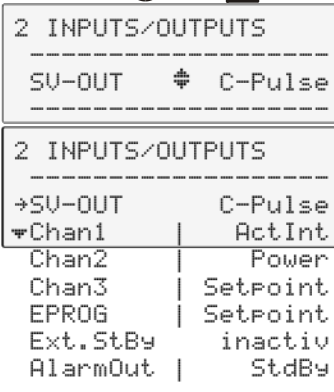 2 INPUTS/OUTPUTS
SV-OUT C-Pulse
2 INPUTS/OUTPUTS
→SV-OUT C-Pulse
Chan1 | ActInt
Chan2 | Power
Chan3 | Setpoint
EPROG | Setpoint
Ext.StBy inactiv
AlarmOut | StdBy